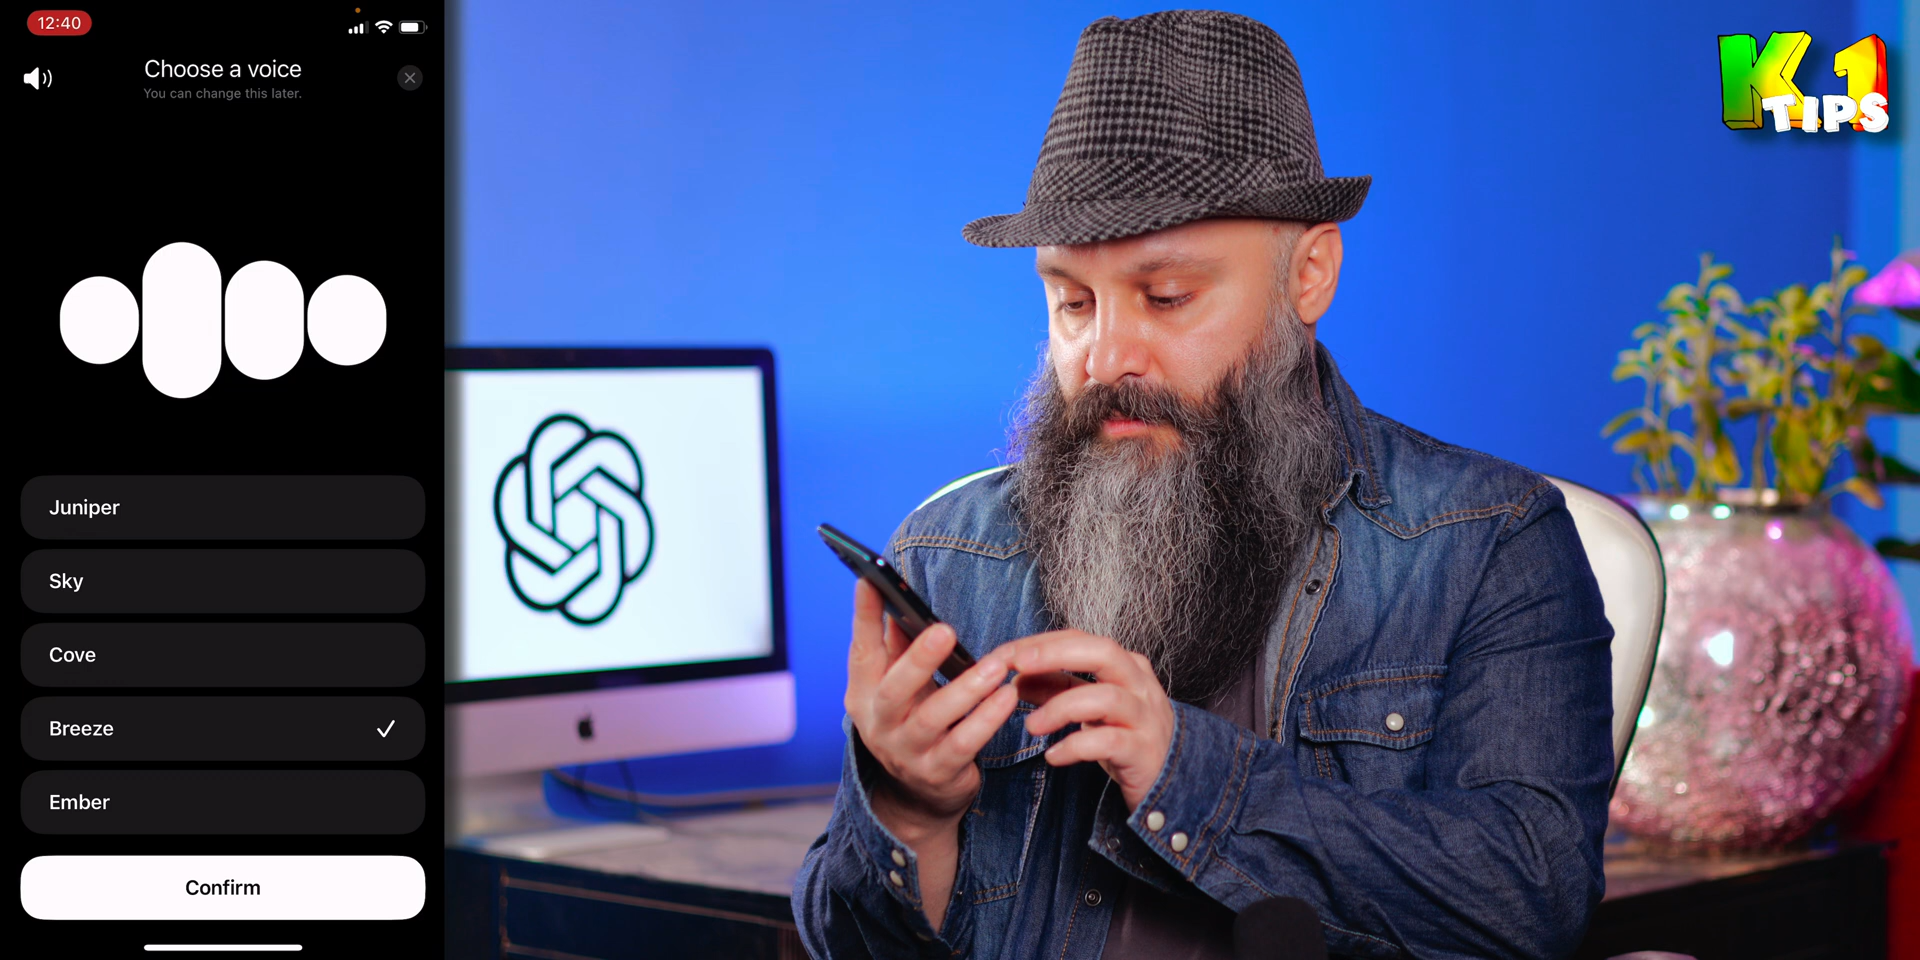 12:40
Choose a voice
You can change this later.
Juniper
Sky
Cove
Breeze
Ember
Confirm
K1
TIPS